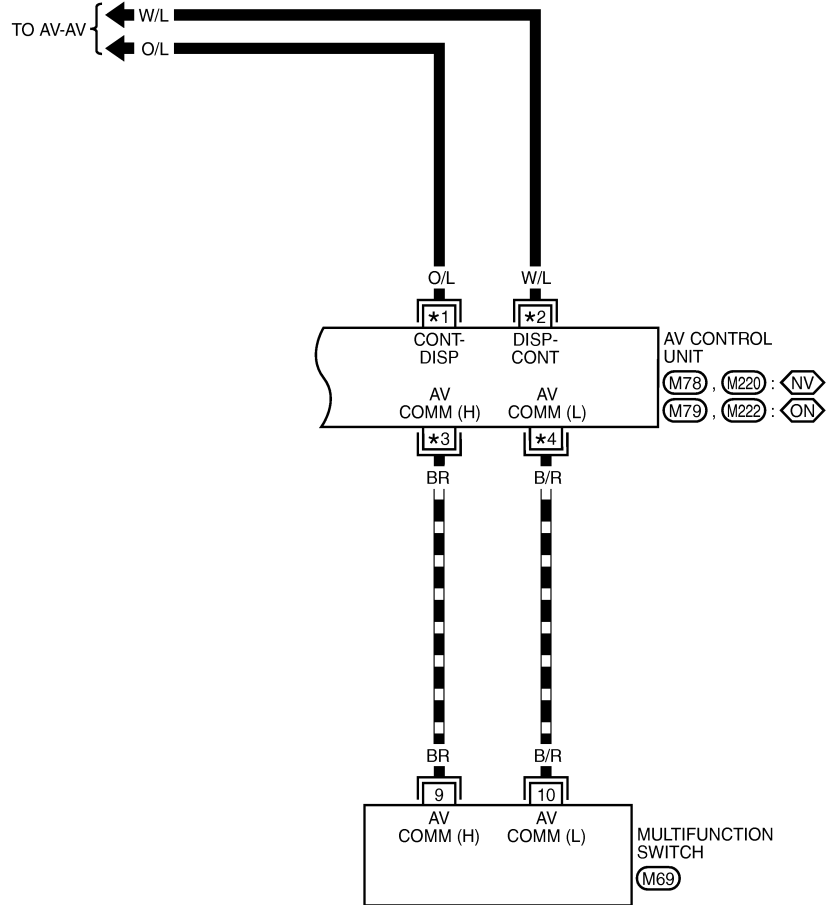 W/L
TO AV-AV
O/L
O/L W/L
*1 *2
CONT- DISP-
DISP CONT
AV CONTROL
UNIT
M78 , M220 : NV
M79 , M222 : ON
AV AV
COMM (H) COMM (L)
*3 *4
BR B/R
BR B/R
9 10
AV AV
COMM (H) COMM (L)
MULTIFUNCTION
SWITCH
M69